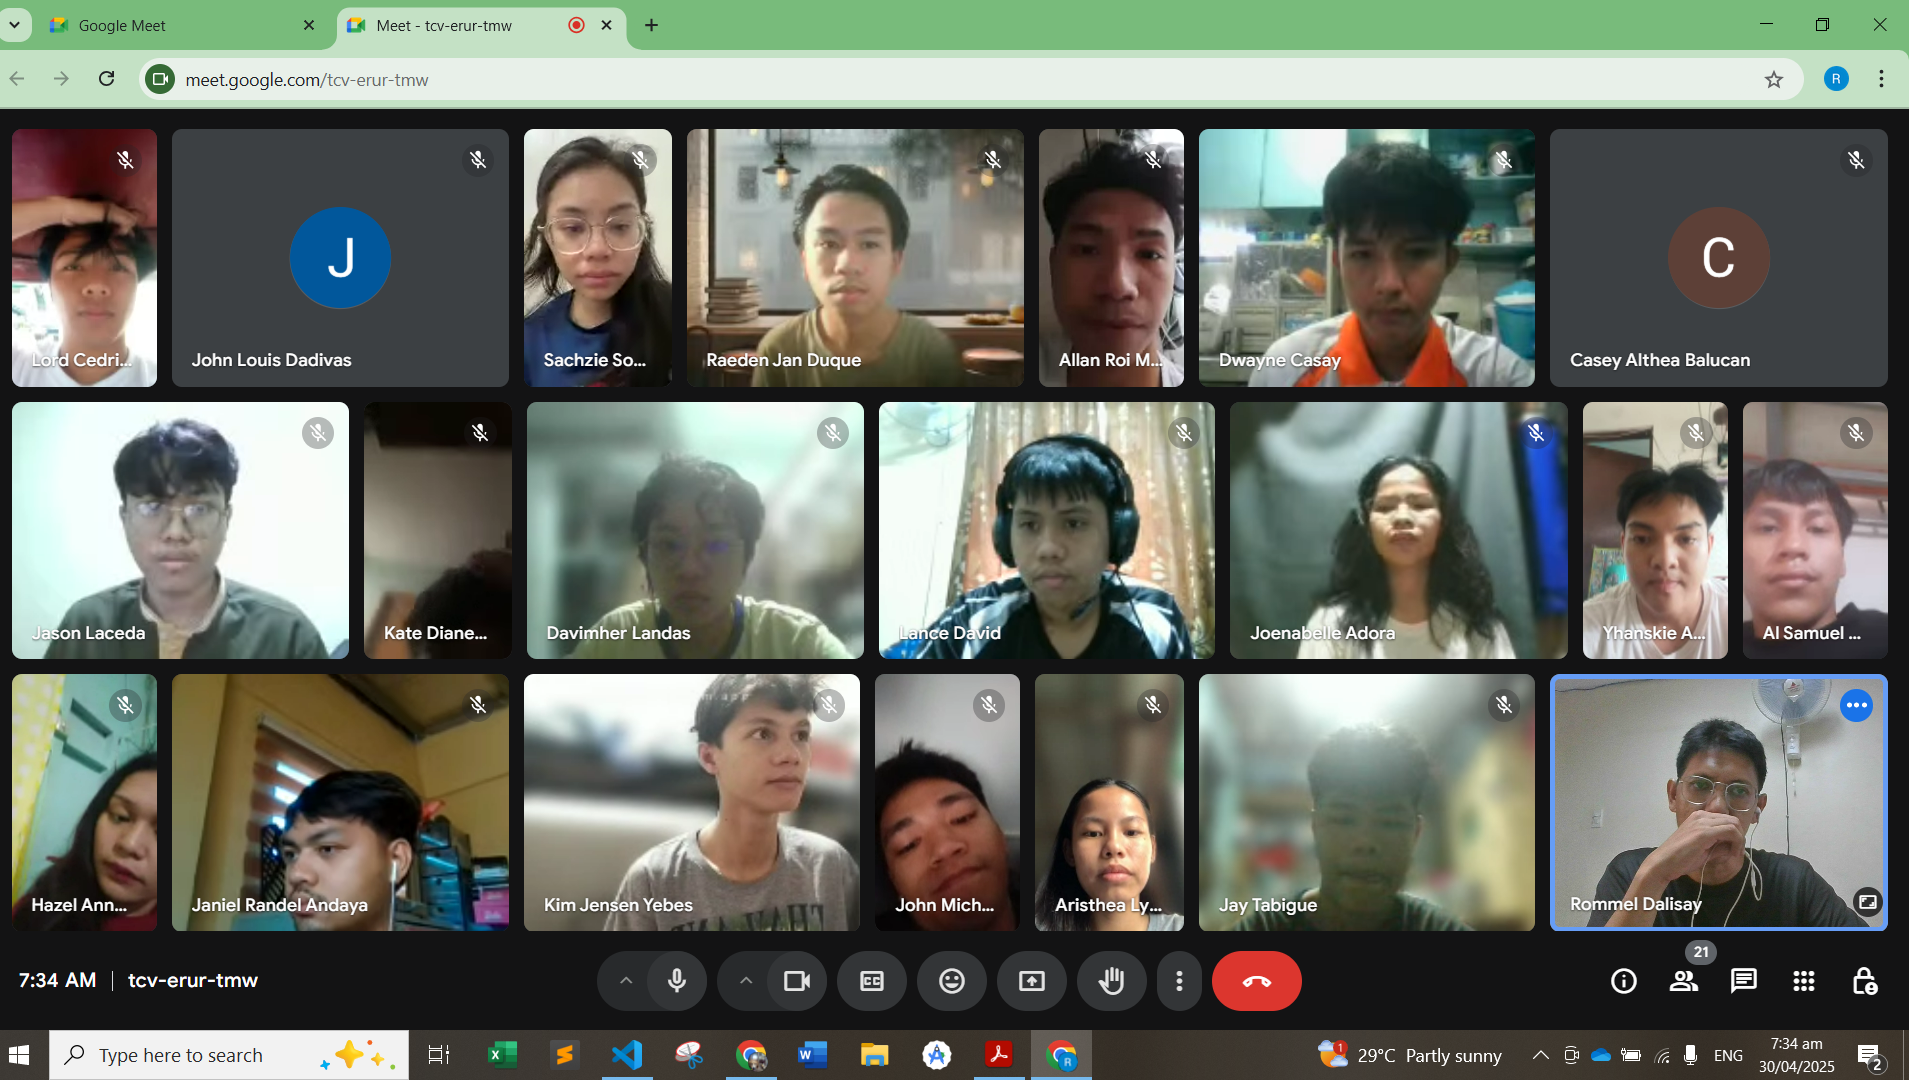 Google Meet
Meet - tcv-erur-tmw
meet.google.com/tcv-erur-tmw
R
Lord Cedri...
J
John Louis Dadivas
Sachzie So...
Raeden Jan Duque
Allan Roi M...
Dwayne Casay
C
Casey Althea Balucan
Jason Laceda
Kate Diane...
Davimher Landas
Lance David
Joenabelle Adora
Yhanskie A...
Al Samuel ...
Hazel Ann...
Janiel Randel Andaya
Kim Jensen Yebes
John Mich...
Aristhea Ly...
Jay Tabigue
Rommel Dalisay
7:34 AM | tcv-erur-tmw
CC
21
Type here to search
1
29°C Partly sunny
ENG
7:34 am
30/04/2025
2